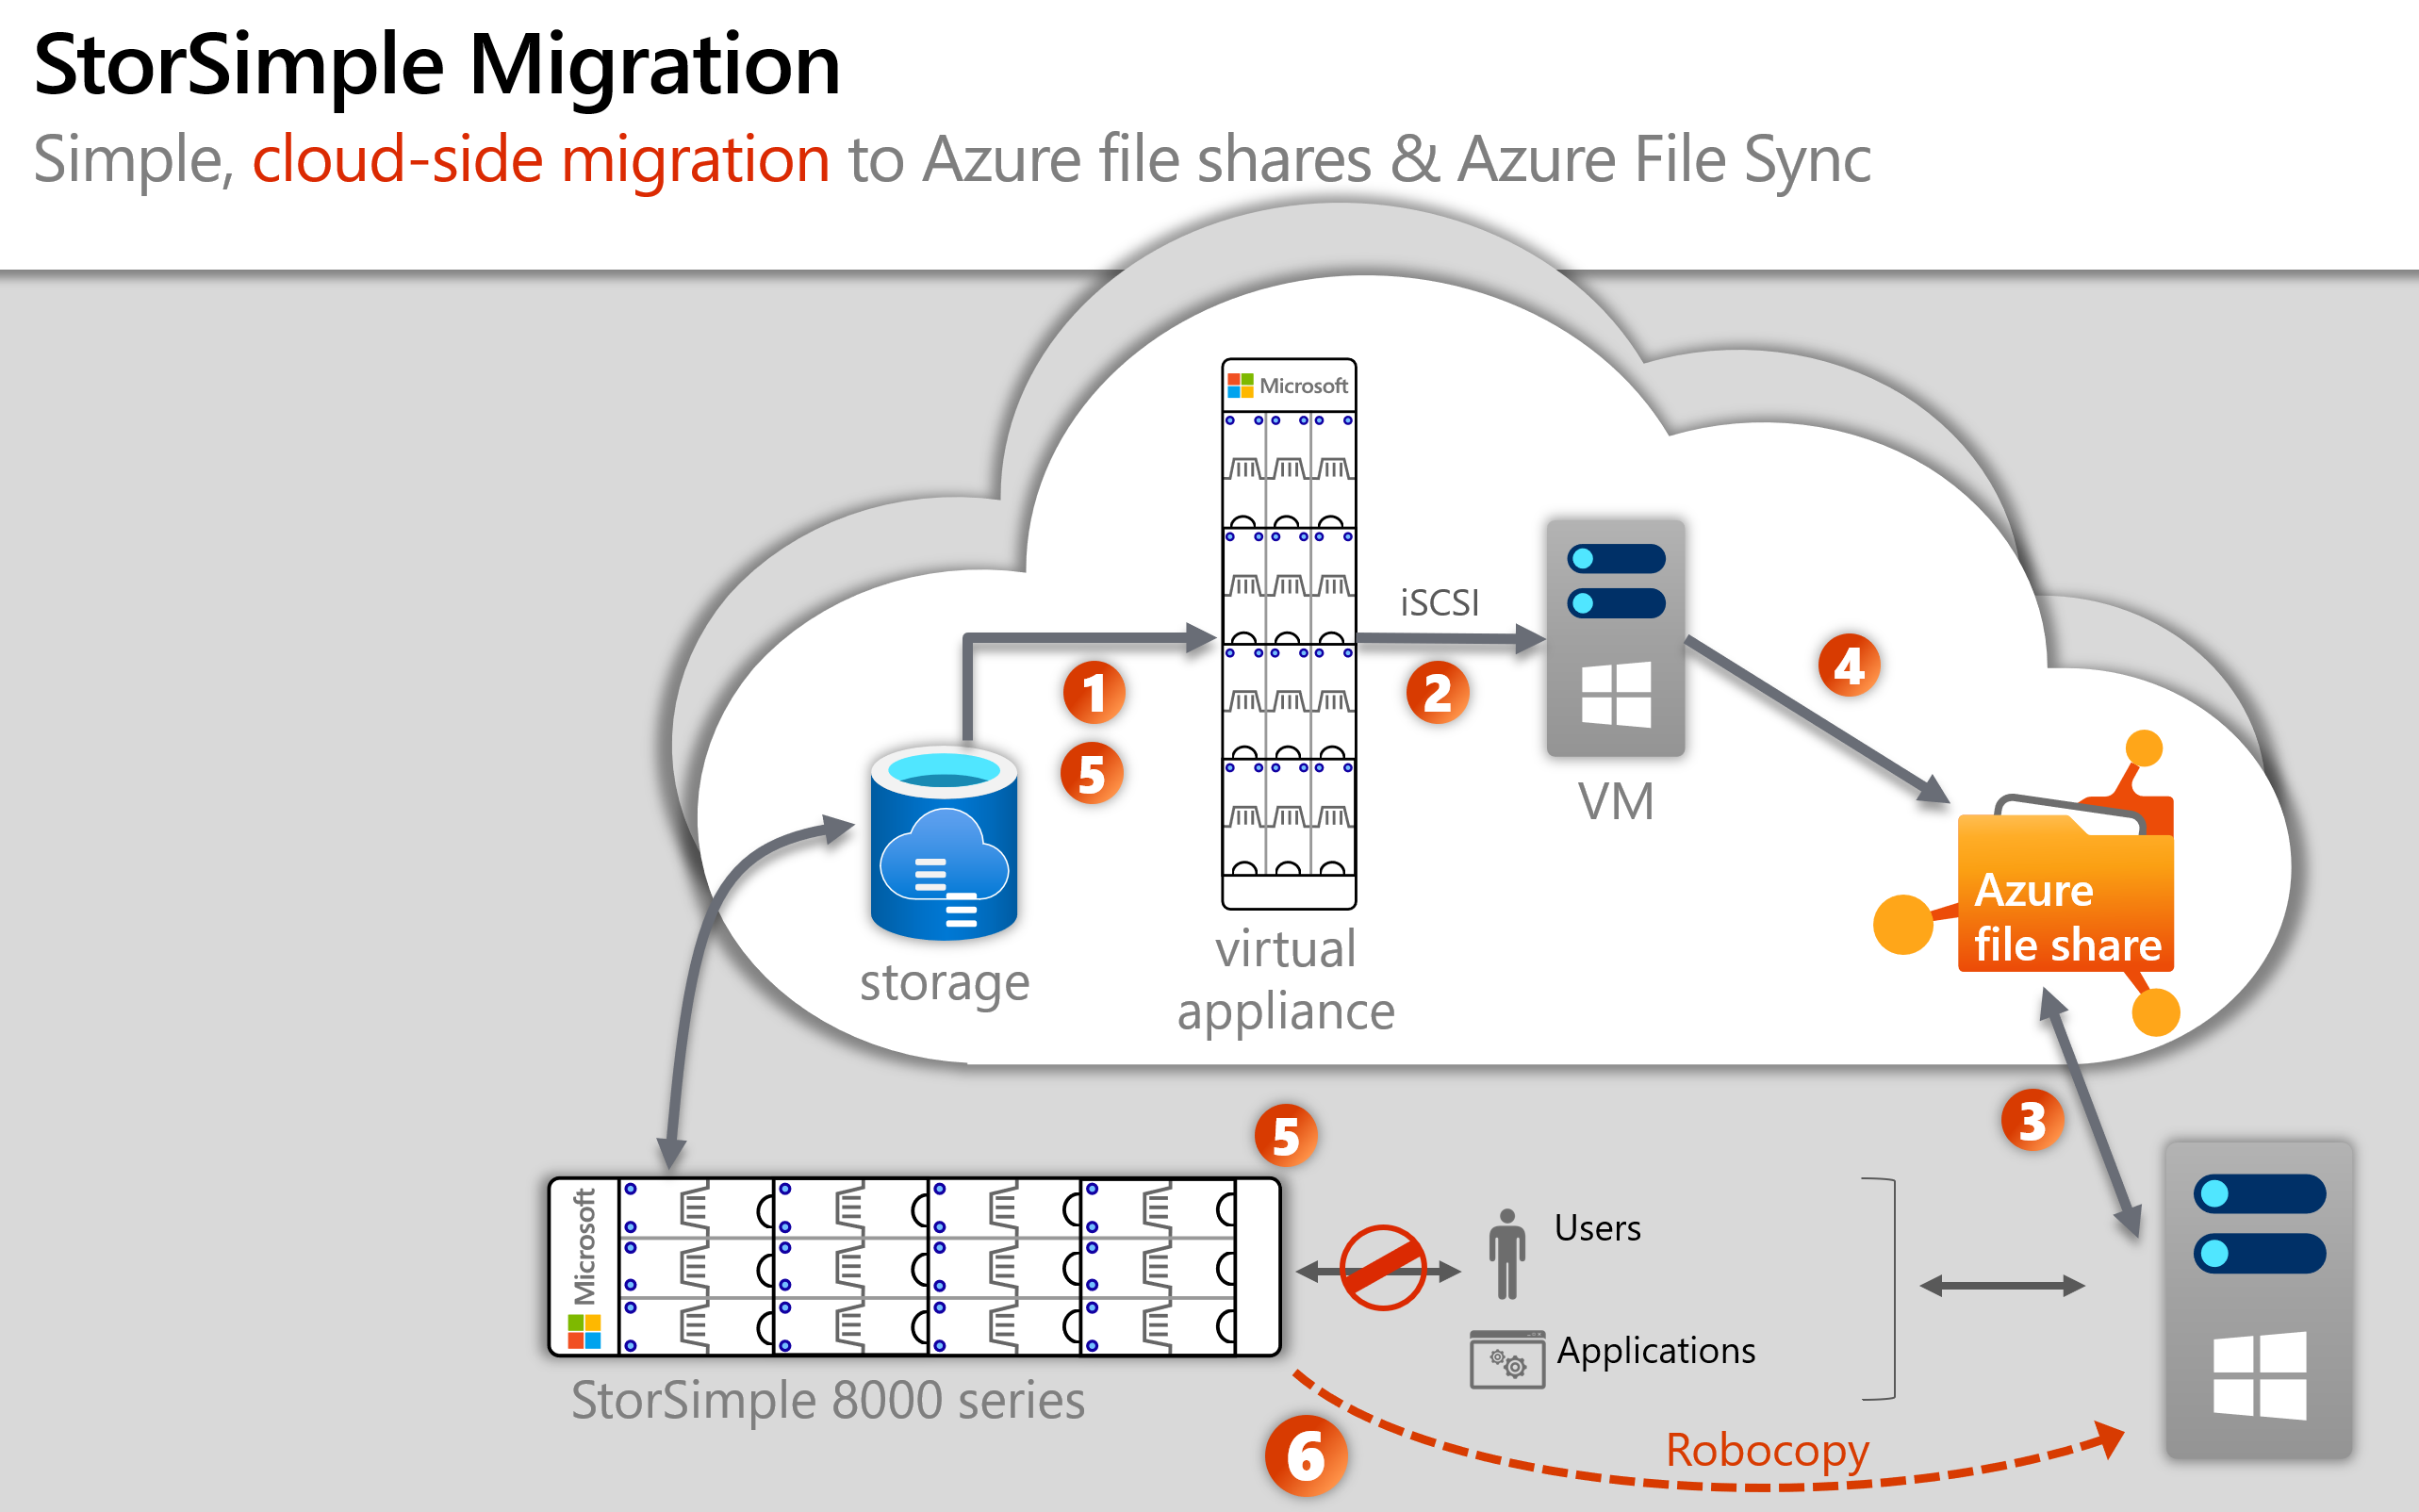 StorSimple Migration
Simple, cloud-side migration to Azure file shares & Azure File Sync
Microsoft
iSCSI
1
2
4
5
VM
Azure
file share
storage
virtual
appliance
3
5
Microsoft
Users
Applications
StorSimple 8000 series
6
Robocopy